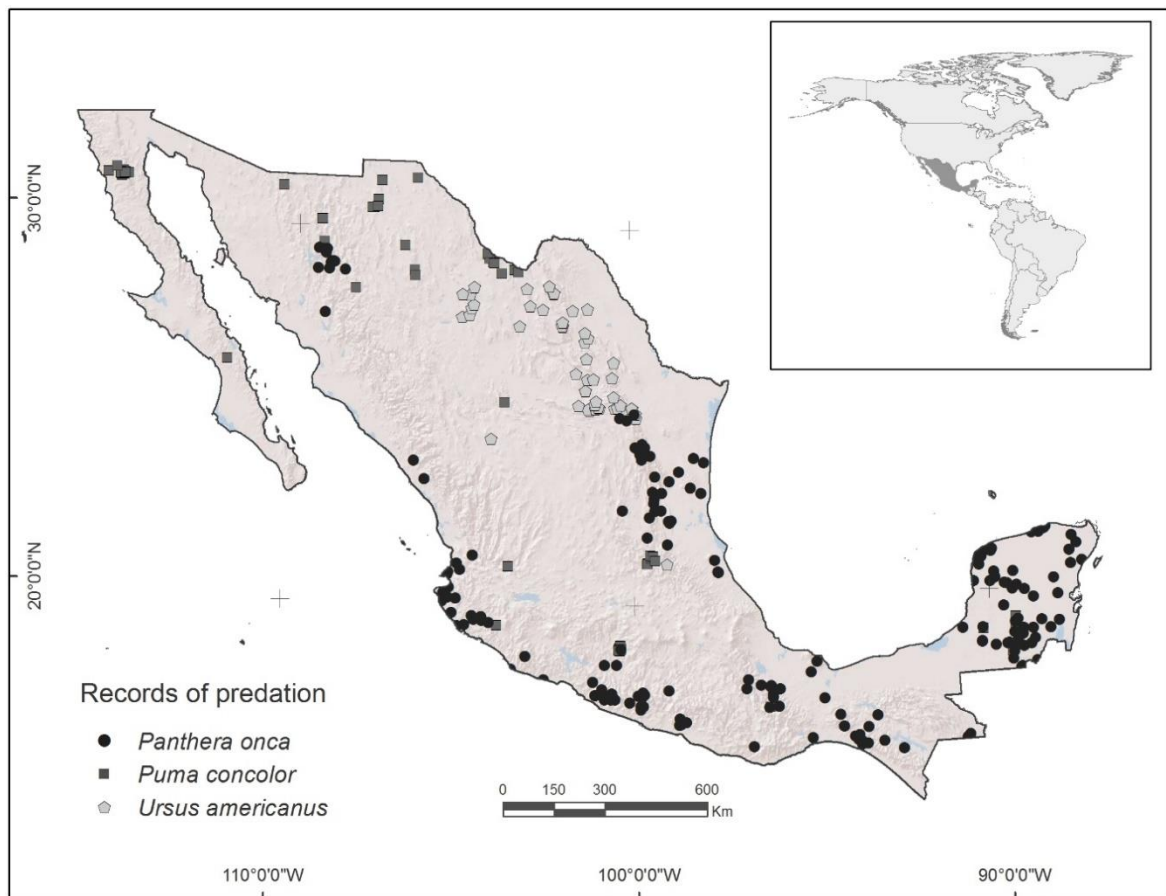 30°0'0"N
20°0'0"N
Records of predation
Panthera onca
Puma concolor
Ursus americanus
0 150 300 600
Km
110°0'0"W 100°0'0"W 90°0'0"W